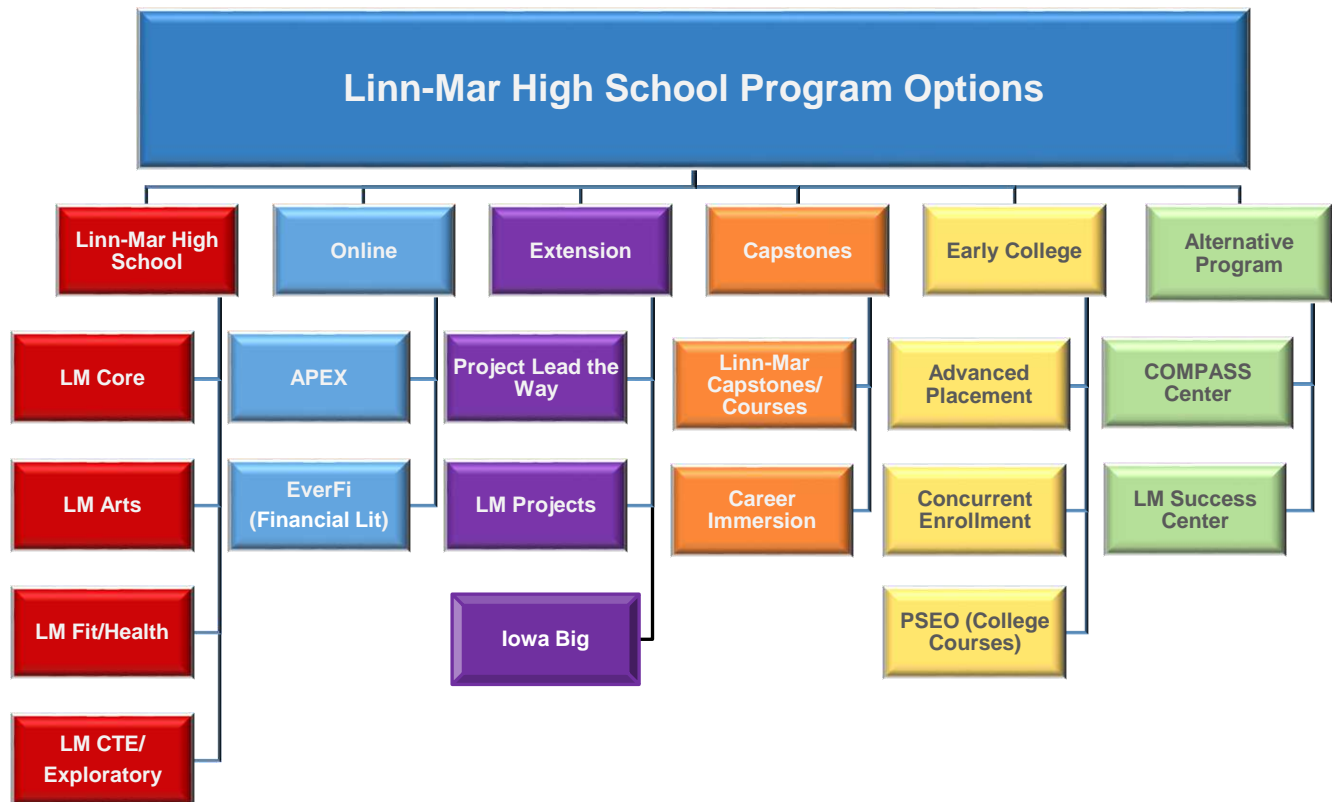 Linn-Mar High School Program Options
Linn-Mar High
School
Online
Extension
Capstones
Early College
Alternative
Program
LM Core
APEX
Project Lead the
Way
Linn-Mar
Capstones/
Courses
Advanced
Placement
COMPASS
Center
LM Arts
EverFi
(Financial Lit)
LM Projects
Career
Immersion
Concurrent
Enrollment
LM Success
Center
LM Fit/Health
Iowa Big
PSEO (College
Courses)
LM CTE/
Exploratory